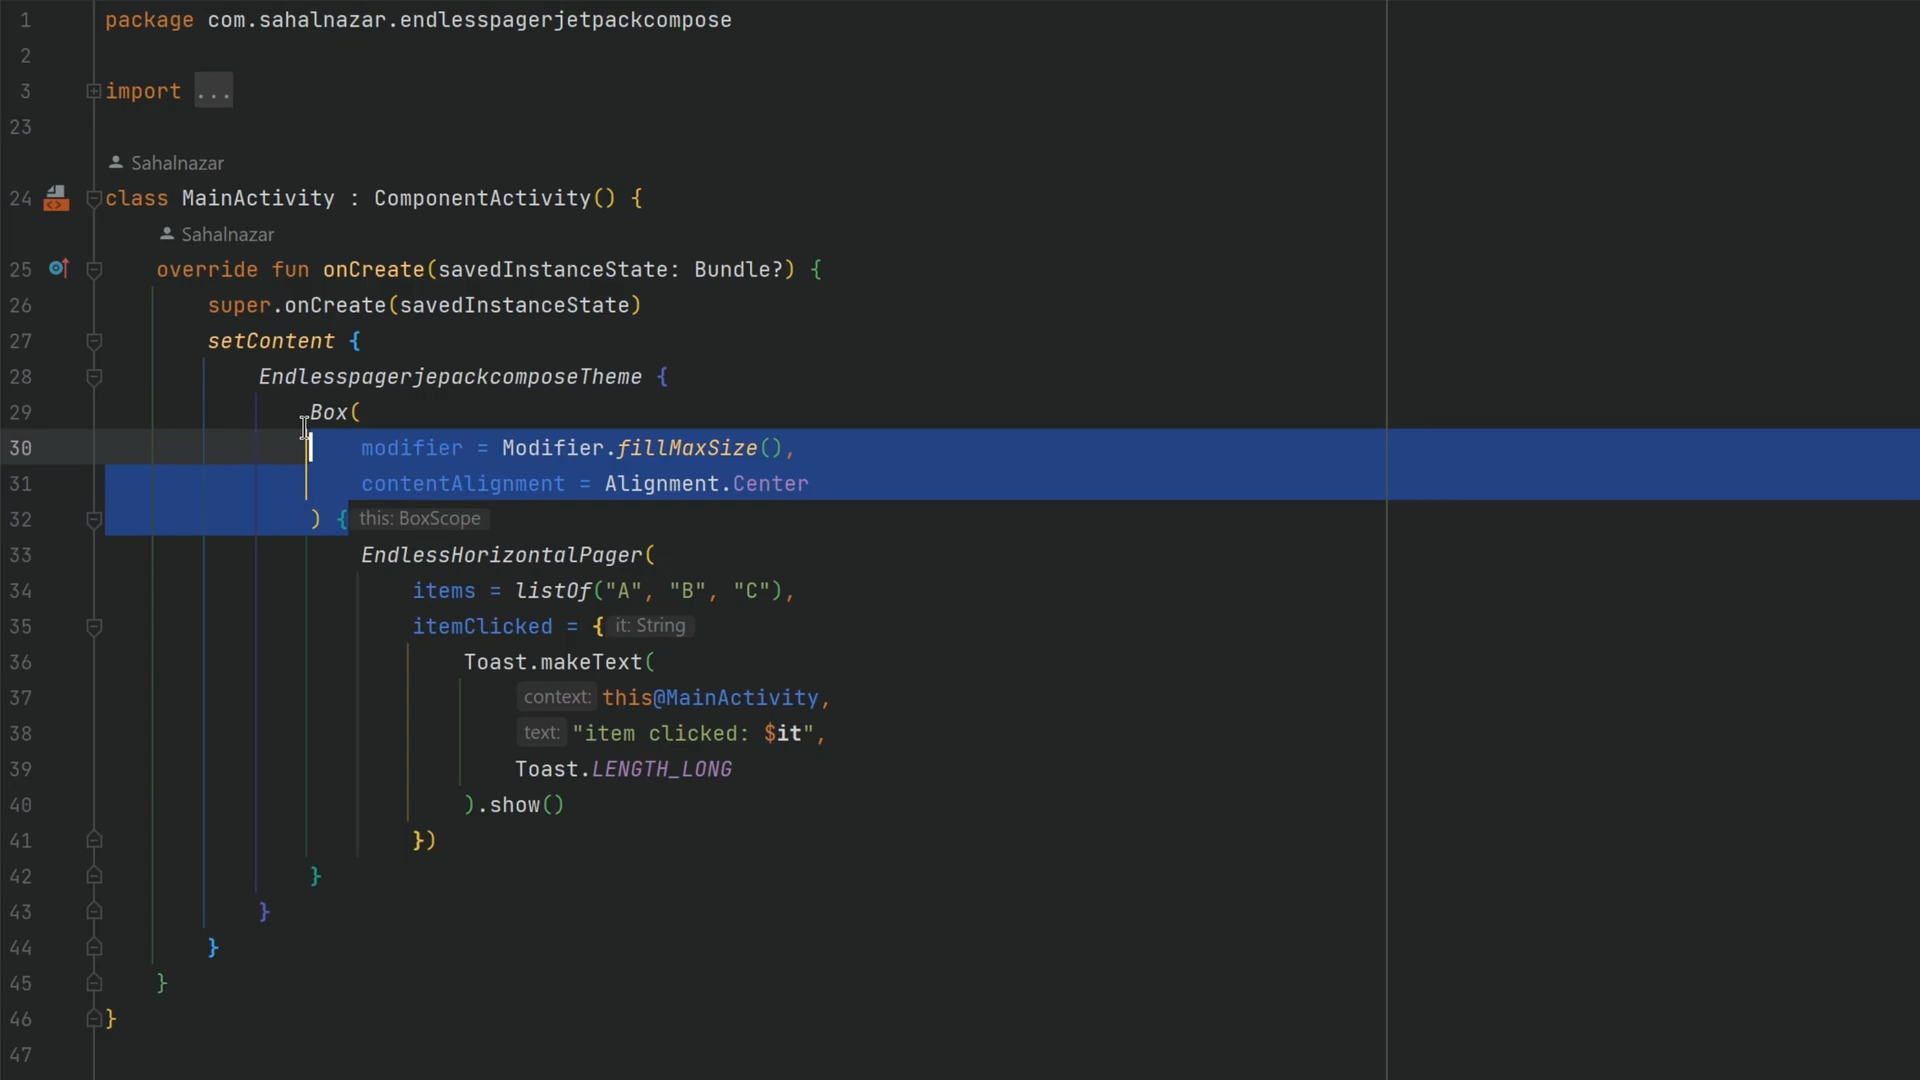 1 package com.sahalnazar.endlesspagerjetpackcompose
2
3 import ...
23
Sahalnazar
24 class MainActivity : ComponentActivity() {
Sahalnazar
25 override fun onCreate(savedInstanceState: Bundle?) {
26 super.onCreate(savedInstanceState)
27 setContent {
28 EndlesspagerjepackcomposeTheme {
29 Box(
30 modifier = Modifier.fillMaxSize(),
31 contentAlignment = Alignment.Center
32 ) { this: BoxScope
33 EndlessHorizontalPager(
34 items = listOf("A", "B", "C"),
35 itemClicked = { it: String
36 Toast.makeText(
37 context: this@MainActivity,
38 text: "item clicked: $it",
39 Toast.LENGTH_LONG
40 ).show()
41 })
42 }
43 }
44 }
45 }
46 }
47